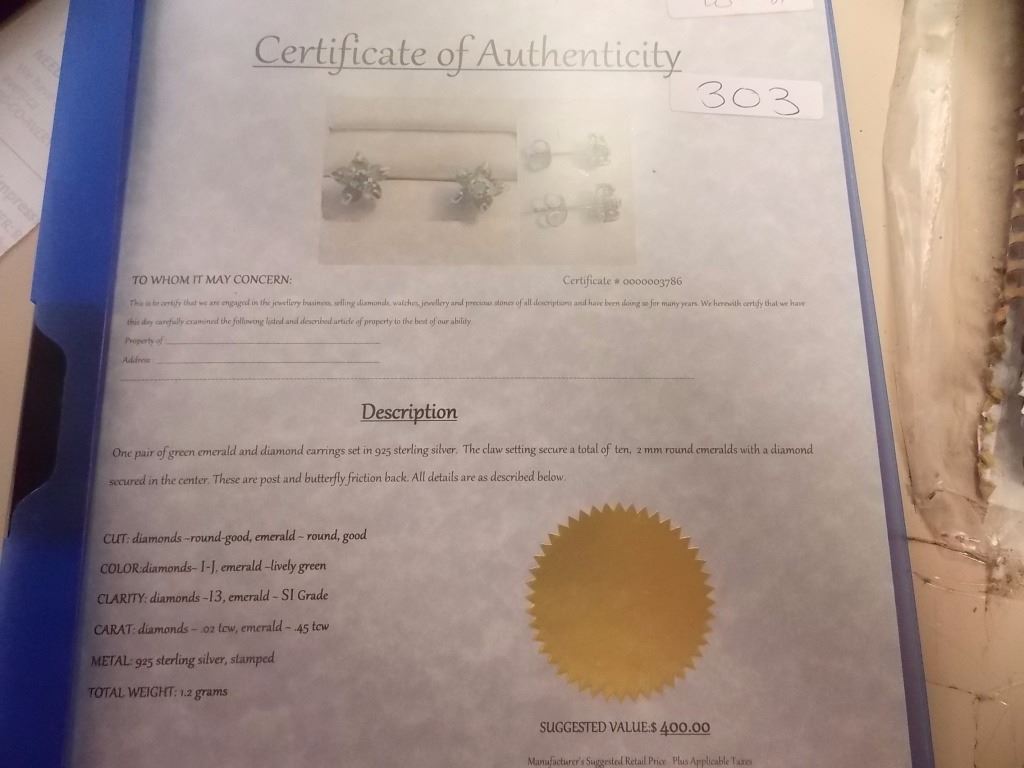 Certificate of Authenticity
303
TO WHOM IT MAY CONCERN:
Certificate # 0000003786
This is to certify that we are engaged in the jewellery business, selling diamonds, watches, jewellery and precious stones of all descriptions and have been doing so for many years. We herewith certify that we have
this day carefully examined the following listed and described article of property to the best of our ability.
Property of
Address:
Description
One pair of green emerald and diamond earrings set in 925 sterling silver. The claw setting secure a total of ten, 2 mm round emeralds with a diamond
secured in the center. These are post and butterfly friction back. All details are as described below.
CUT: diamonds ~round-good, emerald ~ round, good
COLOR:diamonds~ I-J, emerald ~lively green
CLARITY: diamonds ~I3, emerald ~ SI Grade
CARAT: diamonds ~ .02 tcw, emerald ~ .45 tcw
METAL: 925 sterling silver, stamped
TOTAL WEIGHT: 1.2 grams
SUGGESTED VALUE:$ 400.00
Manufacturer's Suggested Retail Price Plus Applicable Taxes